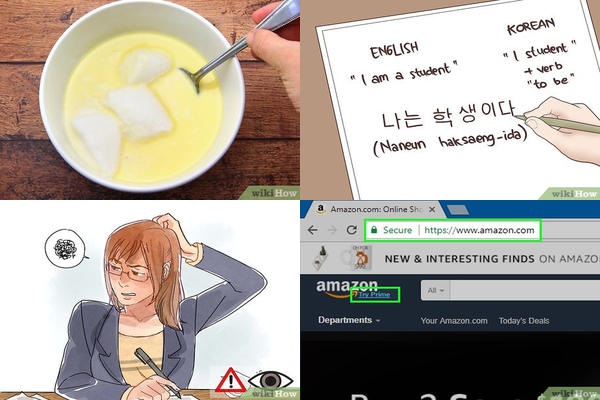 wikiHow
ENGLISH
"I am a student"
KOREAN
"I student"
+ verb
"to be"
나는 학생이다
(Naneun haksaeng-ida)
wikiHow
wikiHow
Amazon.com: Online Sho
Secure
https://www.amazon.com
NEW & INTERESTING FINDS ON AMAZO
amazon
Try Prime
All
Departments
Your Amazon.com
Today's Deals
wikiHow